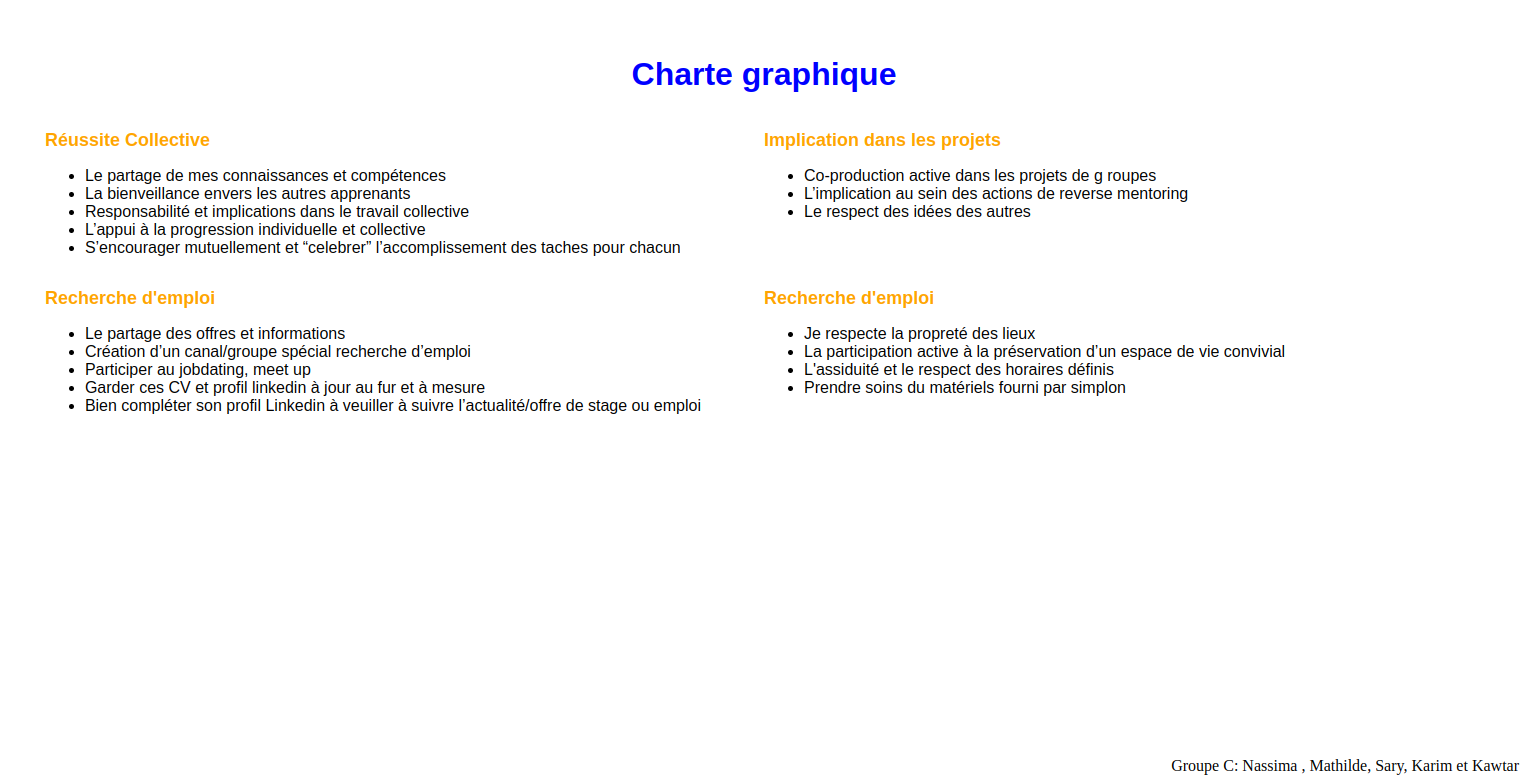 Charte graphique
Réussite Collective
Le partage de mes connaissances et compétences
La bienveillance envers les autres apprenants
Responsabilité et implications dans le travail collective
L’appui à la progression individuelle et collective
S’encourager mutuellement et “celebrer” l’accomplissement des taches pour chacun
Implication dans les projets
Co-production active dans les projets de g roupes
L’implication au sein des actions de reverse mentoring
Le respect des idées des autres
Recherche d'emploi
Le partage des offres et informations
Création d’un canal/groupe spécial recherche d’emploi
Participer au jobdating, meet up
Garder ces CV et profil linkedin à jour au fur et à mesure
Bien compléter son profil Linkedin à veuiller à suivre l’actualité/offre de stage ou emploi
Recherche d'emploi
Je respecte la propreté des lieux
La participation active à la préservation d’un espace de vie convivial
L'assiduité et le respect des horaires définis
Prendre soins du matériels fourni par simplon
Groupe C: Nassima , Mathilde, Sary, Karim et Kawtar